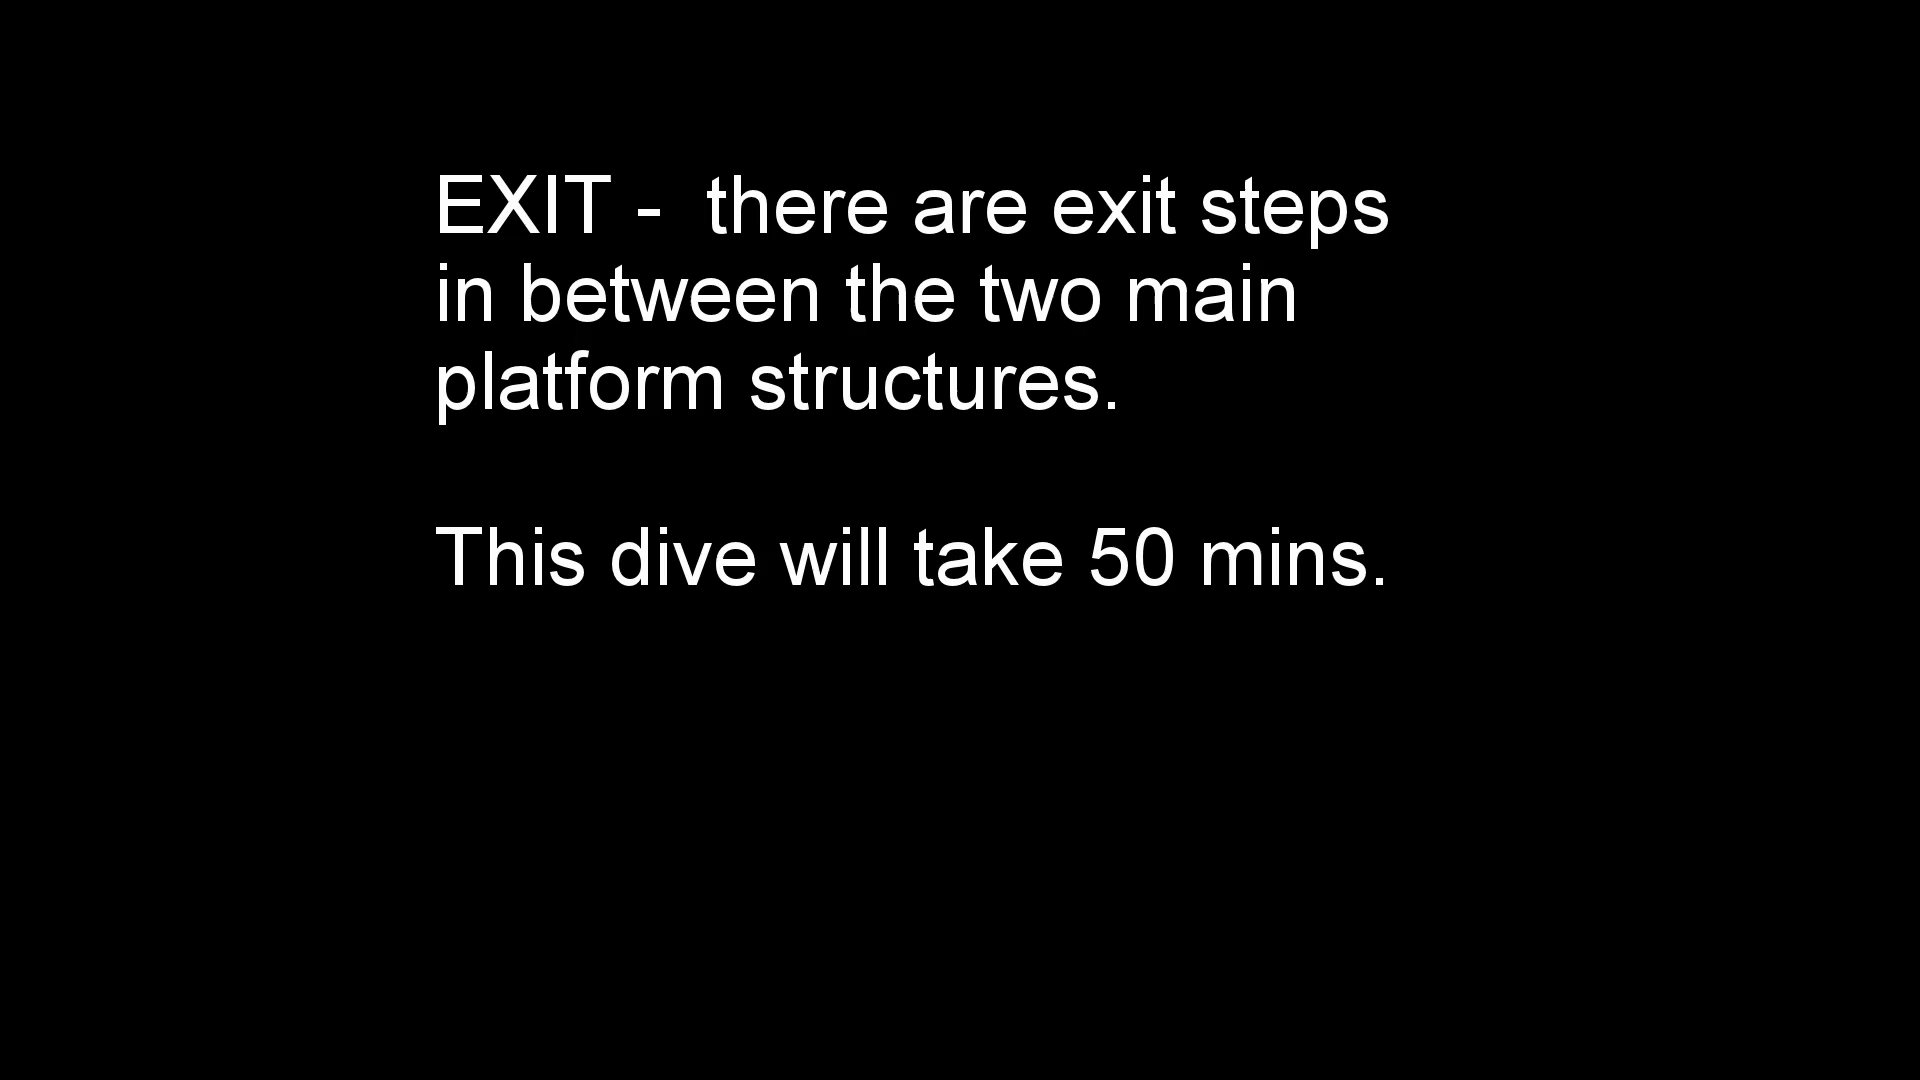 EXIT -  there are exit steps
in between the two main
platform structures.
This dive will take 50 mins.